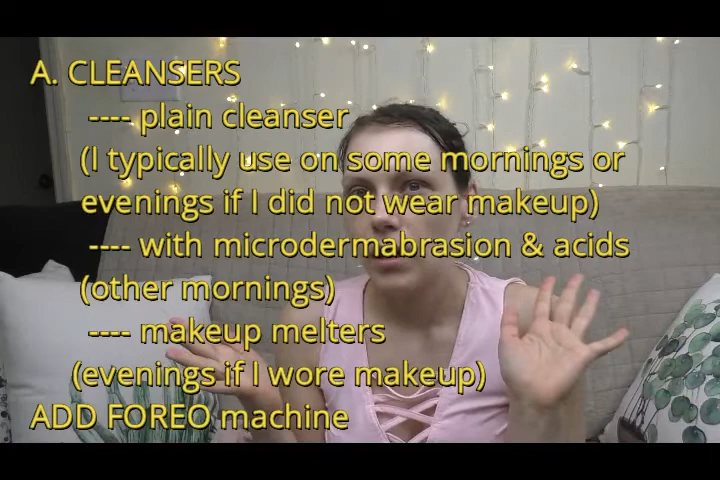 A. CLEANSERS
---- plain cleanser
(I typically use on some mornings or
evenings if I did not wear makeup)
---- with microdermabrasion & acids
(other mornings)
---- makeup melters
(evenings if I wore makeup)
ADD FOREO machine